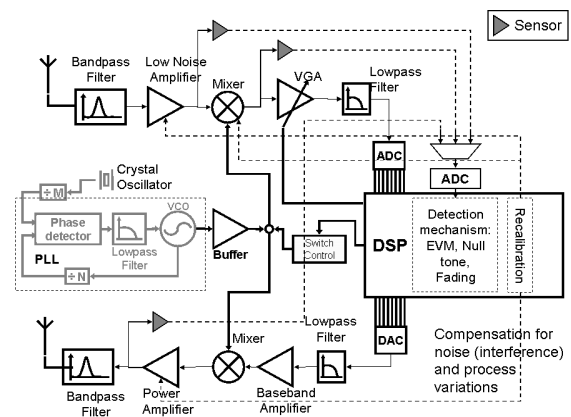 Sensor
Bandpass
Filter
Low Noise
Amplifier
Mixer
VGA
Lowpass
Filter
ADC
ADC
Crystal
Oscillator
÷M
Phase
detector
Lowpass
Filter
VCO
PLL
÷N
Buffer
Switch
Control
DSP
Detection
mechanism:
EVM, Null
tone,
Fading
Recalibration
DAC
Compensation for
noise (interference)
and process
variations
Bandpass
Filter
Power
Amplifier
Mixer
Baseband
Amplifier
Lowpass
Filter